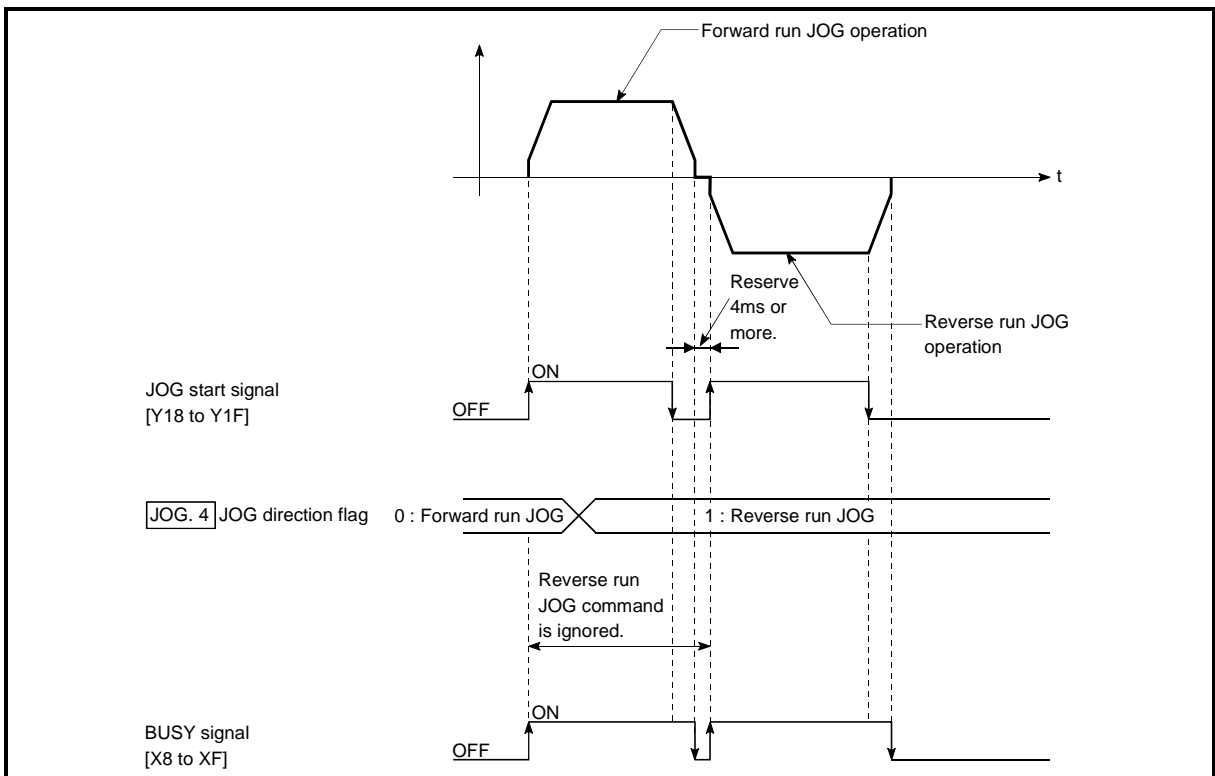 Forward run JOG operation
t
Reserve
4ms or
more.
Reverse run JOG
operation
ON
JOG start signal
[Y18 to Y1F]
OFF
JOG. 4 JOG direction flag
0 : Forward run JOG
1 : Reverse run JOG
Reverse run
JOG command
is ignored.
ON
BUSY signal
[X8 to XF]
OFF